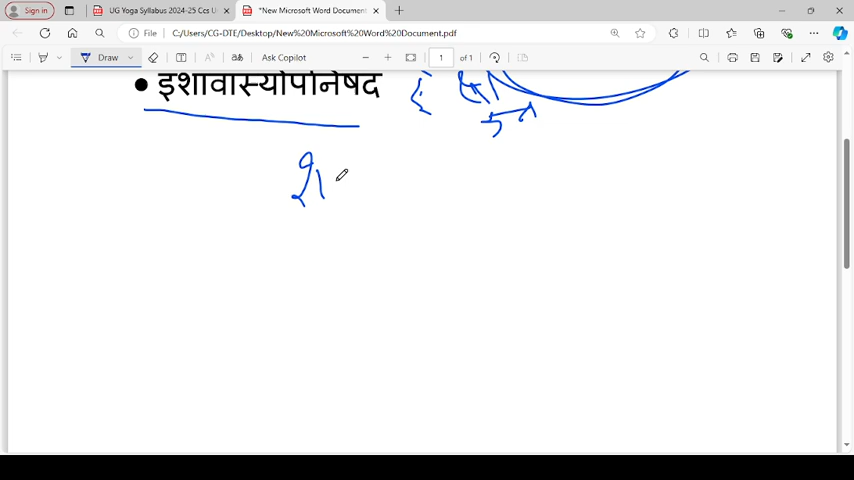 Sign in
UG Yoga Syllabus 2024-25 Ccs U
*New Microsoft Word Document
File
C:/Users/CG-DTE/Desktop/New%20Microsoft%20Word%20Document.pdf
Draw
Ask Copilot
1
of 1
• इशावास्योपनिषद